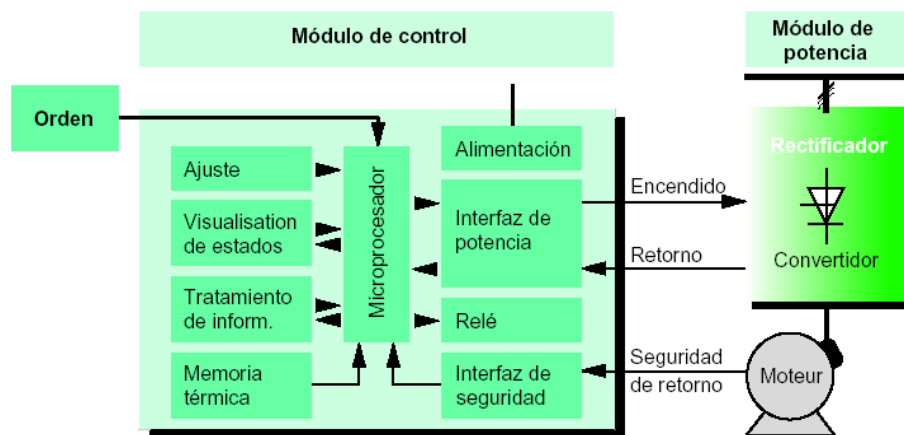 Módulo de control
Módulo de
potencia
Orden
Ajuste
Visualisation
de estados
Tratamiento
de inform.
Memoria
térmica
Microprocesador
Alimentación
Interfaz de
potencia
Relé
Interfaz de
seguridad
Encendido
Retorno
Seguridad
de retorno
Rectificador
Convertidor
Moteur